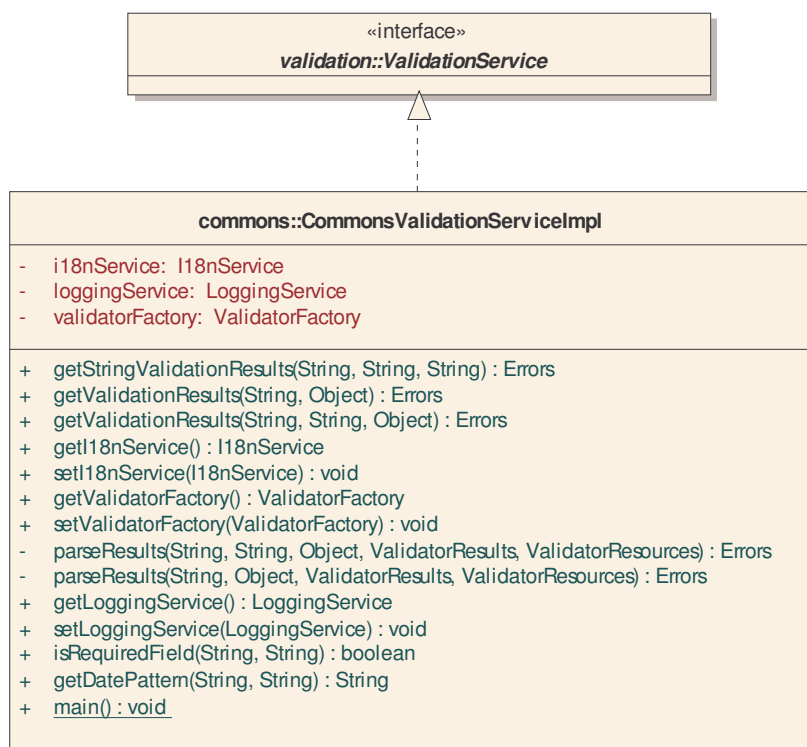 «interface»
validation::ValidationService
commons::CommonsValidationServiceImpl
- i18nService: I18nService
- loggingService: LoggingService
- validatorFactory: ValidatorFactory
+ getStringValidationResults(String, String, String) : Errors
+ getValidationResults(String, Object) : Errors
+ getValidationResults(String, String, Object) : Errors
+ getI18nService() : I18nService
+ setI18nService(I18nService) : void
+ getValidatorFactory() : ValidatorFactory
+ setValidatorFactory(ValidatorFactory) : void
- parseResults(String, String, Object, ValidatorResults, ValidatorResources) : Errors
- parseResults(String, Object, ValidatorResults, ValidatorResources) : Errors
+ getLoggingService() : LoggingService
+ setLoggingService(LoggingService) : void
+ isRequiredField(String, String) : boolean
+ getDatePattern(String, String) : String
+ main() : void